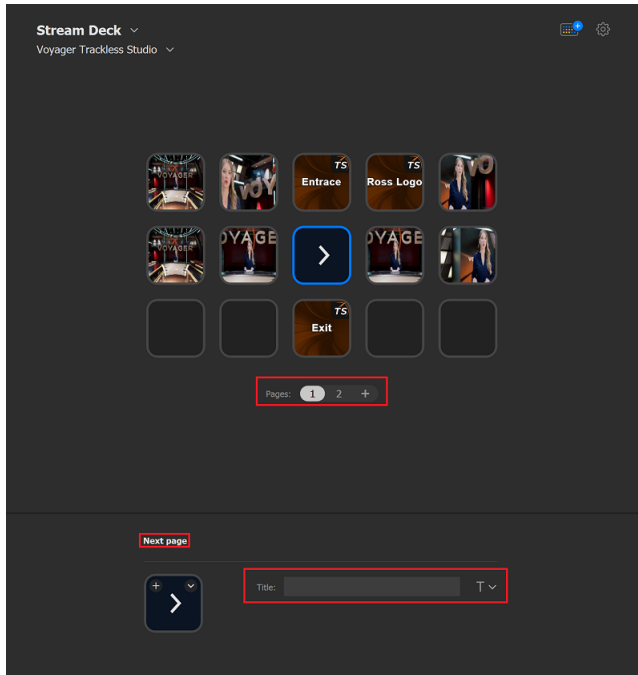 Stream Deck
Voyager Trackless Studio
VOYAGER
VOY
TS
Entrace
TS
Ross Logo
VO
VOYAGER
OYAGE
OYAGE
TS
Exit
Pages: 1 2 +
Next page
Title: T